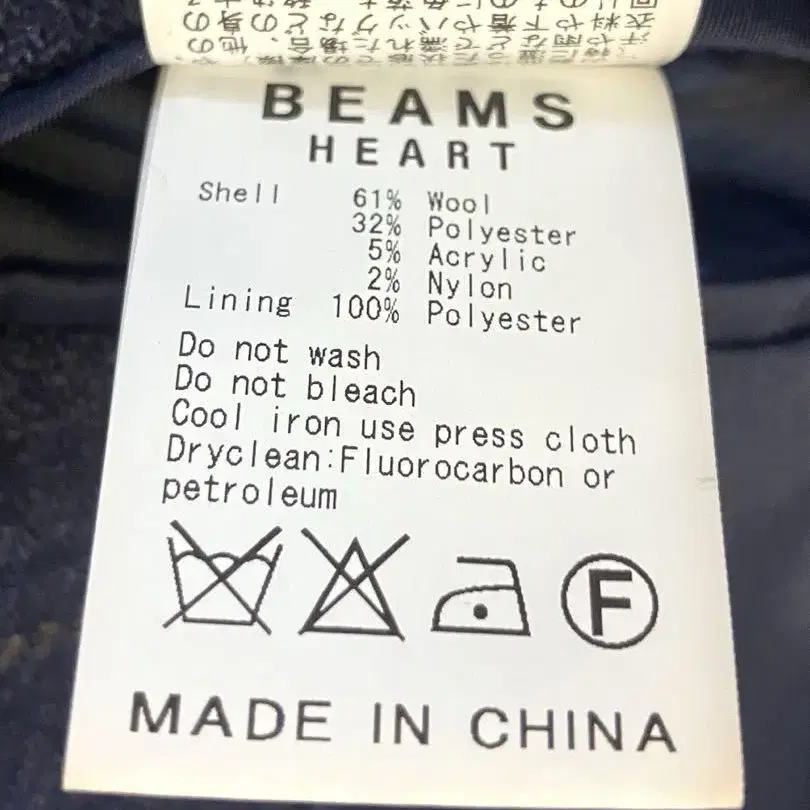 BEAMS
HEART
Shell 61% Wool
32% Polyester
5% Acrylic
2% Nylon
Lining 100% Polyester
Do not wash
Do not bleach
Cool iron use press cloth
Dryclean:Fluorocarbon or
petroleum
F
MADE IN CHINA